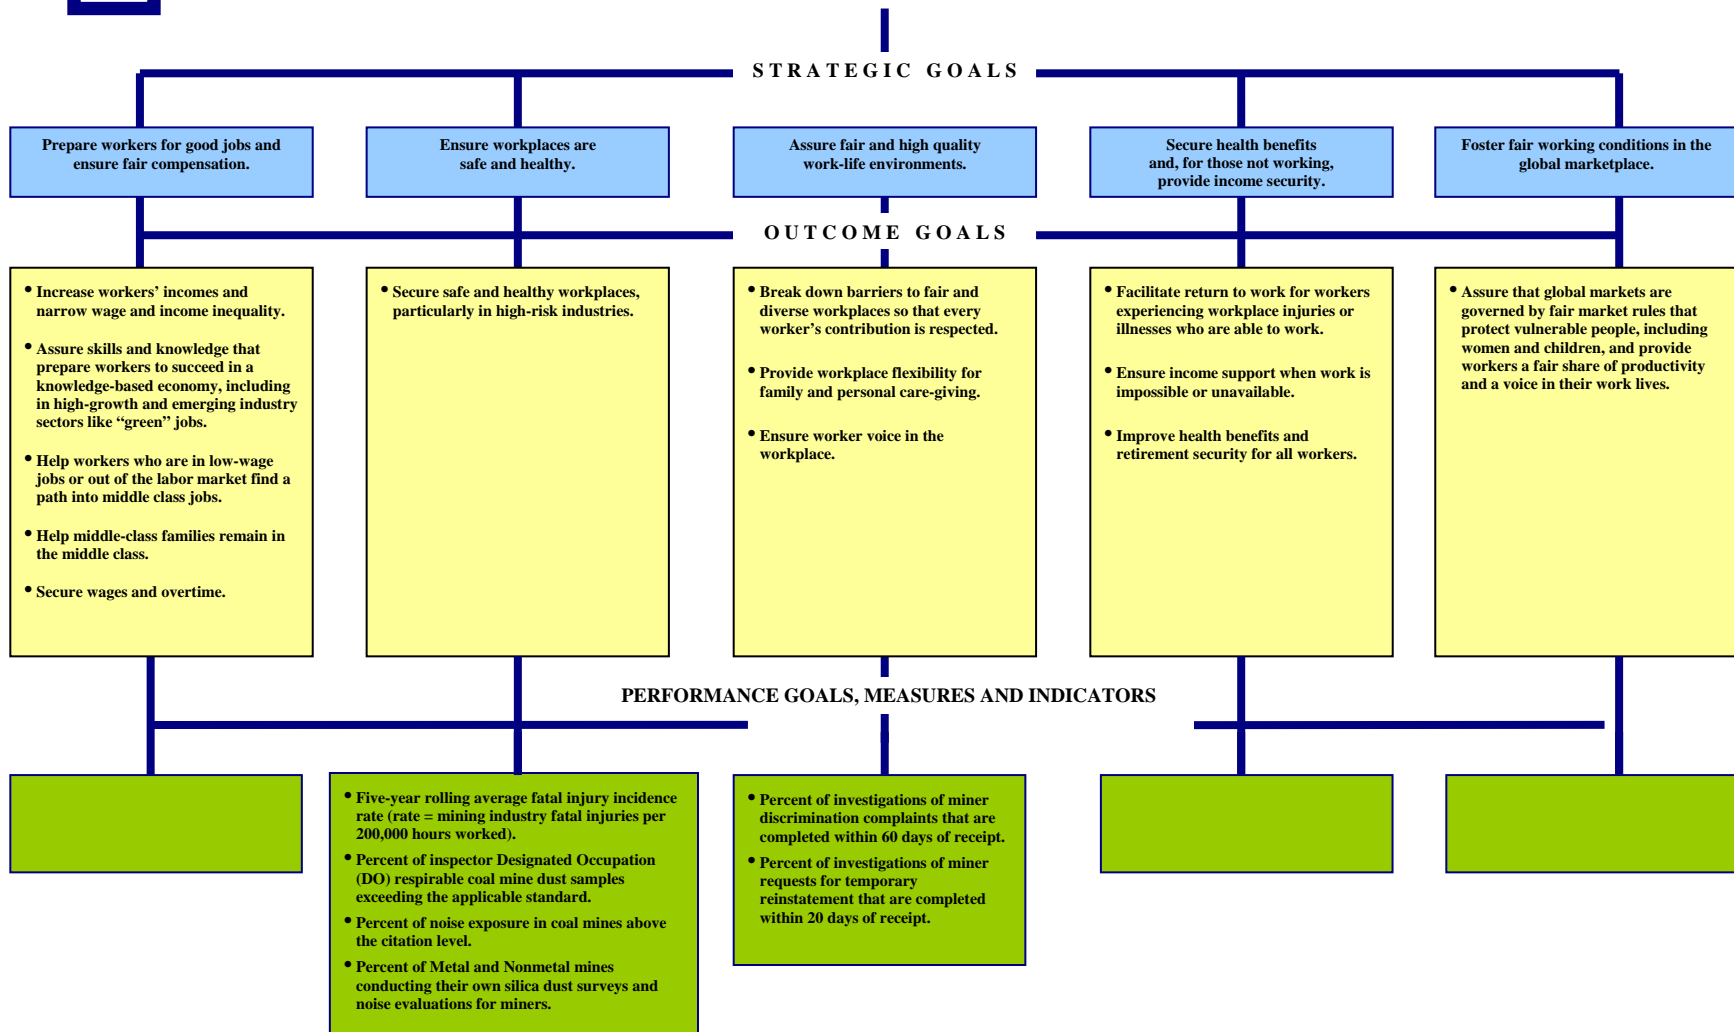 STRATEGIC GOALS
Prepare workers for good jobs and
ensure fair compensation.
Ensure workplaces are
safe and healthy.
Assure fair and high quality
work-life environments.
Secure health benefits
and, for those not working,
provide income security.
Foster fair working conditions in the
global marketplace.
OUTCOME GOALS
• Increase workers’ incomes and
narrow wage and income inequality.
• Assure skills and knowledge that
prepare workers to succeed in a
knowledge-based economy, including
in high-growth and emerging industry
sectors like “green” jobs.
• Help workers who are in low-wage
jobs or out of the labor market find a
path into middle class jobs.
• Help middle-class families remain in
the middle class.
• Secure wages and overtime.
• Secure safe and healthy workplaces,
particularly in high-risk industries.
• Break down barriers to fair and
diverse workplaces so that every
worker’s contribution is respected.
• Provide workplace flexibility for
family and personal care-giving.
• Ensure worker voice in the
workplace.
• Facilitate return to work for workers
experiencing workplace injuries or
illnesses who are able to work.
• Ensure income support when work is
impossible or unavailable.
• Improve health benefits and
retirement security for all workers.
• Assure that global markets are
governed by fair market rules that
protect vulnerable people, including
women and children, and provide
workers a fair share of productivity
and a voice in their work lives.
PERFORMANCE GOALS, MEASURES AND INDICATORS
• Five-year rolling average fatal injury incidence
rate (rate = mining industry fatal injuries per
200,000 hours worked).
• Percent of inspector Designated Occupation
(DO) respirable coal mine dust samples
exceeding the applicable standard.
• Percent of noise exposure in coal mines above
the citation level.
• Percent of Metal and Nonmetal mines
conducting their own silica dust surveys and
noise evaluations for miners.
• Percent of investigations of miner
discrimination complaints that are
completed within 60 days of receipt.
• Percent of investigations of miner
requests for temporary
reinstatement that are completed
within 20 days of receipt.